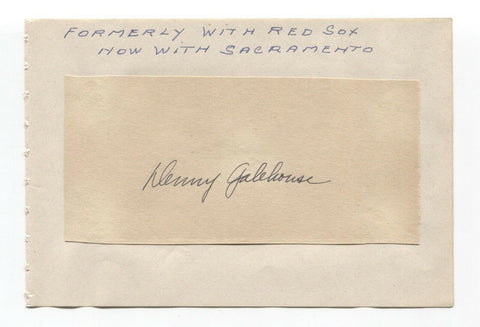 FORMERLY WITH RED SOX
NOW WITH SACRAMENTO
Denny Galehouse